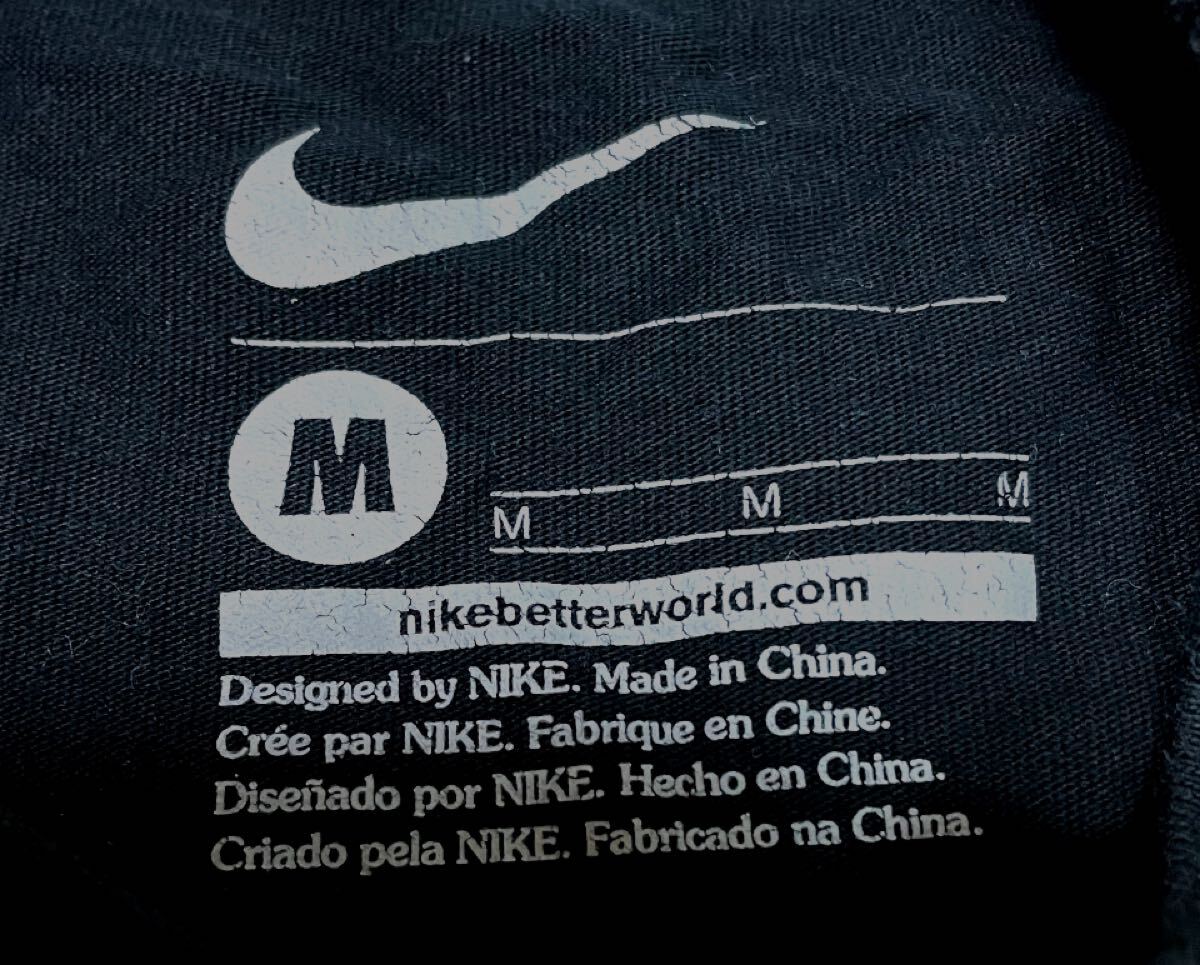 M
M M M
nikebetterworld.com
Designed by NIKE. Made in China.
Crée par NIKE. Fabrique en Chine.
Diseñado por NIKE. Hecho en China.
Criado pela NIKE. Fabricado na China.